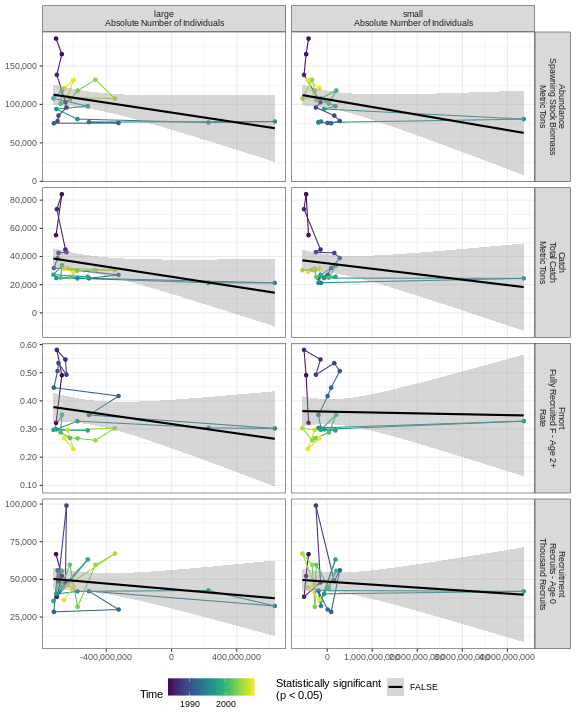 large
Absolute Number of Individuals
small
Absolute Number of Individuals
150,000
100,000
50,000
0
Abundance
Spawning Stock Biomass
Metric Tons
80,000
60,000
40,000
20,000
0
Catch
Total Catch
Metric Tons
0.60
0.50
0.40
0.30
0.20
0.10
Fmort
Fully Recruited F - Age 2+
Rate
100,000
75,000
50,000
25,000
Recruitment
Recruits - Age 0
Thousand Recruits
-400,000,000
0
400,000,000
0
1,000,000,000
2,000,000,000
3,000,000,000
4,000,000,000
Time
1990
2000
Statistically significant
(p < 0.05)
FALSE